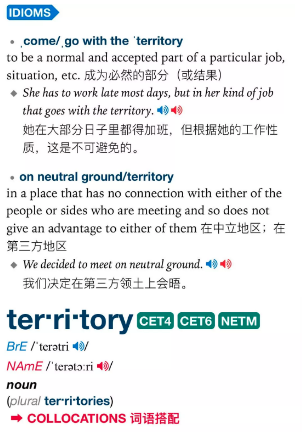 IDIOMS
• ˌcome/ˌgo with the ˈterritory
to be a normal and accepted part of a particular job,
situation, etc. 成为必然的部分（或结果）
◆ She has to work late most days, but in her kind of job
that goes with the territory.
她在大部分日子里都得加班，但根据她的工作性
质，这是不可避免的。
• on neutral ground/territory
in a place that has no connection with either of the
people or sides who are meeting and so does not
give an advantage to either of them 在中立地区；在
第三方地区
◆ We decided to meet on neutral ground.
我们决定在第三方领土上会晤。
ter·ri·tory CET4 CET6 NETM
BrE /ˈterətri/
NAmE /ˈterətɔːri/
noun
(plural ter·ri·tories)
➡ COLLOCATIONS 词语搭配